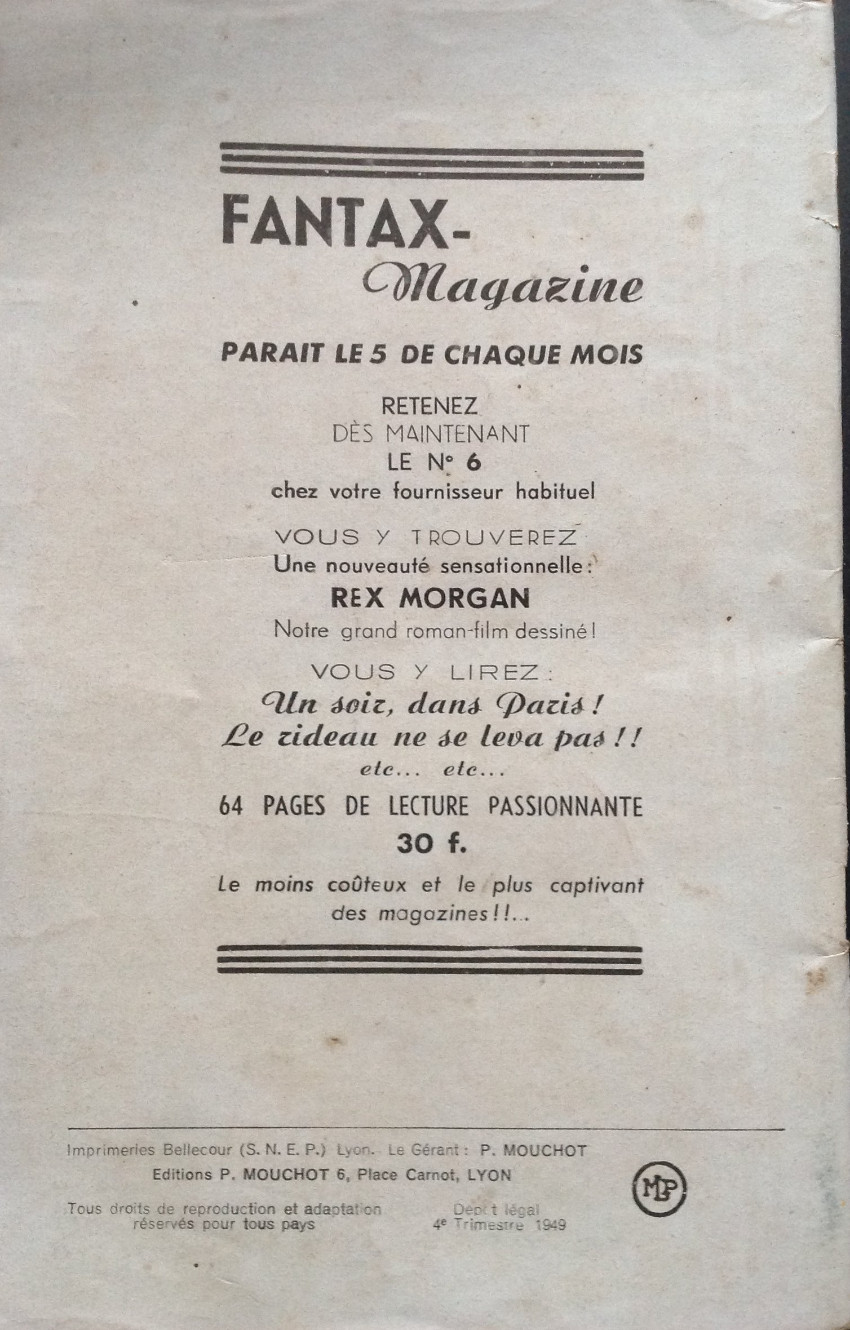 FANTAX-
Magazine
PARAIT LE 5 DE CHAQUE MOIS
RETENEZ
DÈS MAINTENANT
LE N° 6
chez votre fournisseur habituel
VOUS Y TROUVEREZ
Une nouveauté sensationnelle:
REX MORGAN
Notre grand roman-film dessiné!
VOUS Y LIREZ:
Un soir, dans Paris!
Le rideau ne se leva pas!!
etc... etc...
64 PAGES DE LECTURE PASSIONNANTE
30 f.
Le moins coûteux et le plus captivant
des magazines!!...
Imprimeries Bellecour (S. N. E. P.) Lyon. Le Gérant: P. MOUCHOT
Editions P. MOUCHOT 6, Place Carnot, LYON
Tous droits de reproduction et adaptation
réservés pour tous pays
Dépôt légal
4e Trimestre 1949